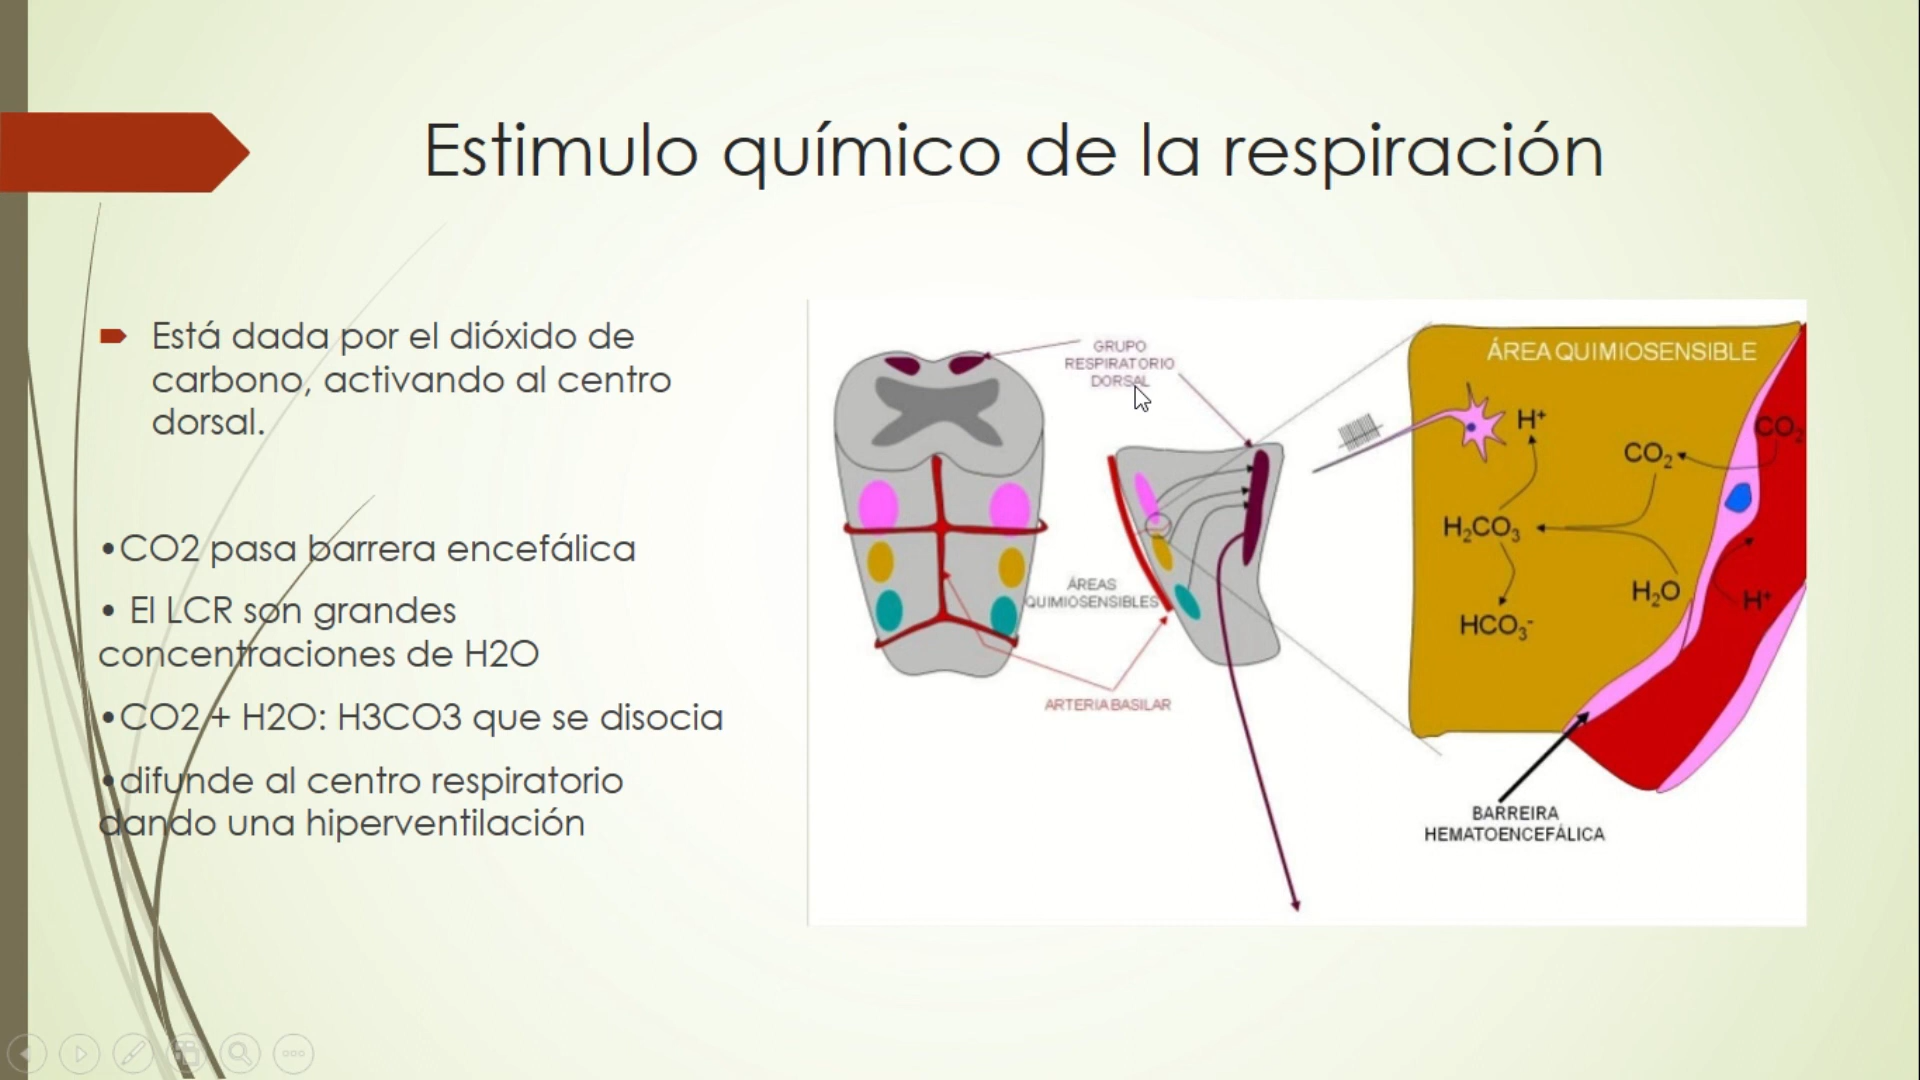 Estimulo químico de la respiración
Está dada por el dióxido de
carbono, activando al centro
dorsal.
•CO2 pasa barrera encefálica
• El LCR son grandes
concentraciones de H2O
•CO2 + H2O: H3CO3 que se disocia
•difunde al centro respiratorio
dando una hiperventilación
GRUPO
RESPIRATORIO
DORSAL
ÁREAS
QUIMIOSENSIBLES
ARTERIA BASILAR
ÁREA QUIMIOSENSIBLE
H⁺
CO₂
CO₂
H₂CO₃
H₂O
H⁺
HCO₃⁻
BARREIRA
HEMATOENCEFÁLICA